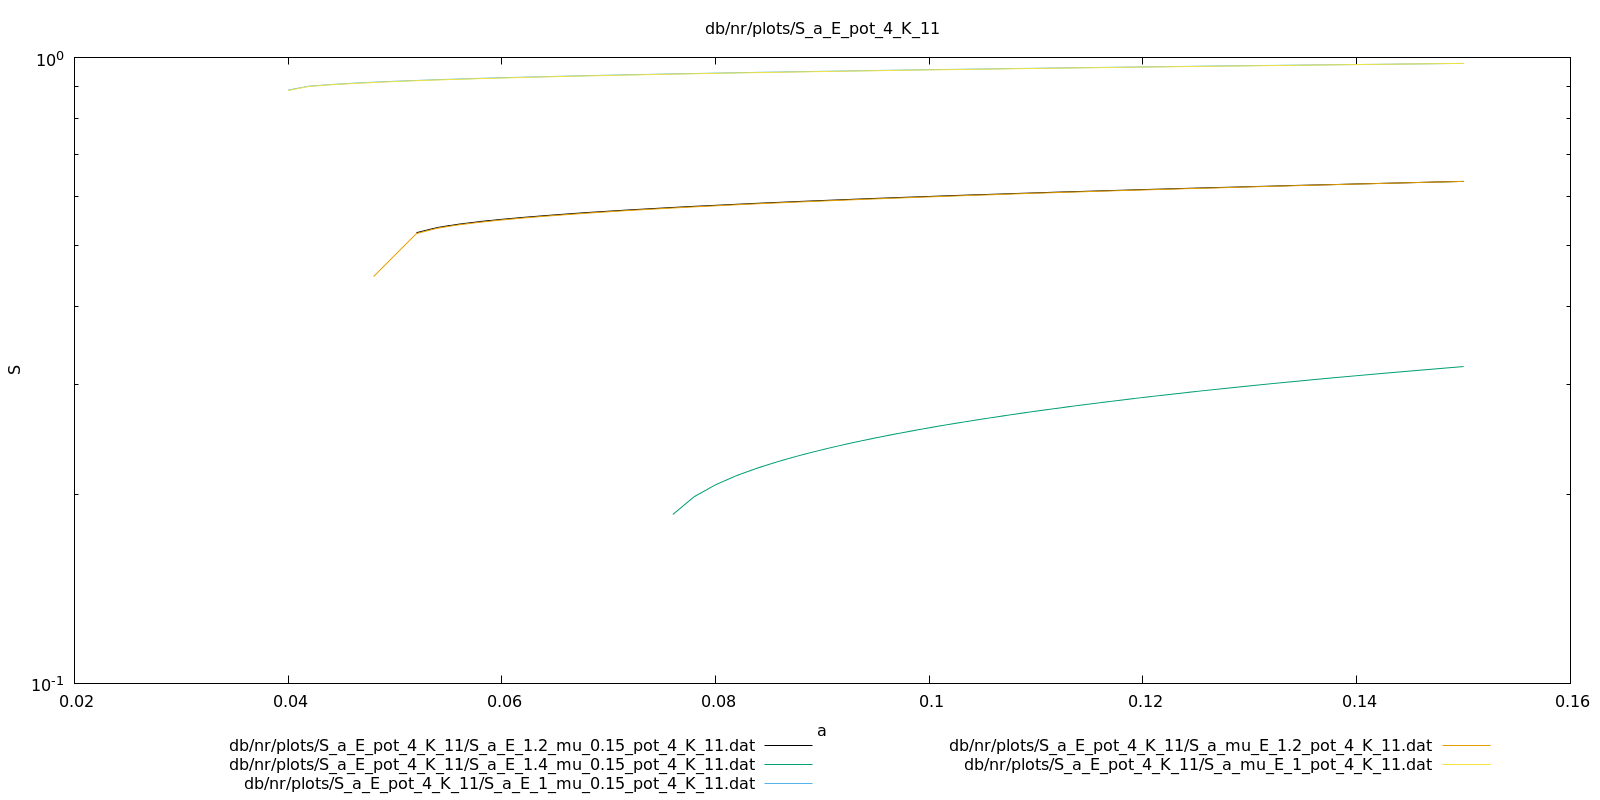 db/nr/plots/S_a_E_pot_4_K_11
10^0
10^-1
S
0.02 0.04 0.06 0.08 0.1 0.12 0.14 0.16
a
db/nr/plots/S_a_E_pot_4_K_11/S_a_E_1.2_mu_0.15_pot_4_K_11.dat
db/nr/plots/S_a_E_pot_4_K_11/S_a_E_1.4_mu_0.15_pot_4_K_11.dat
db/nr/plots/S_a_E_pot_4_K_11/S_a_E_1_mu_0.15_pot_4_K_11.dat
db/nr/plots/S_a_E_pot_4_K_11/S_a_mu_E_1.2_pot_4_K_11.dat
db/nr/plots/S_a_E_pot_4_K_11/S_a_mu_E_1_pot_4_K_11.dat